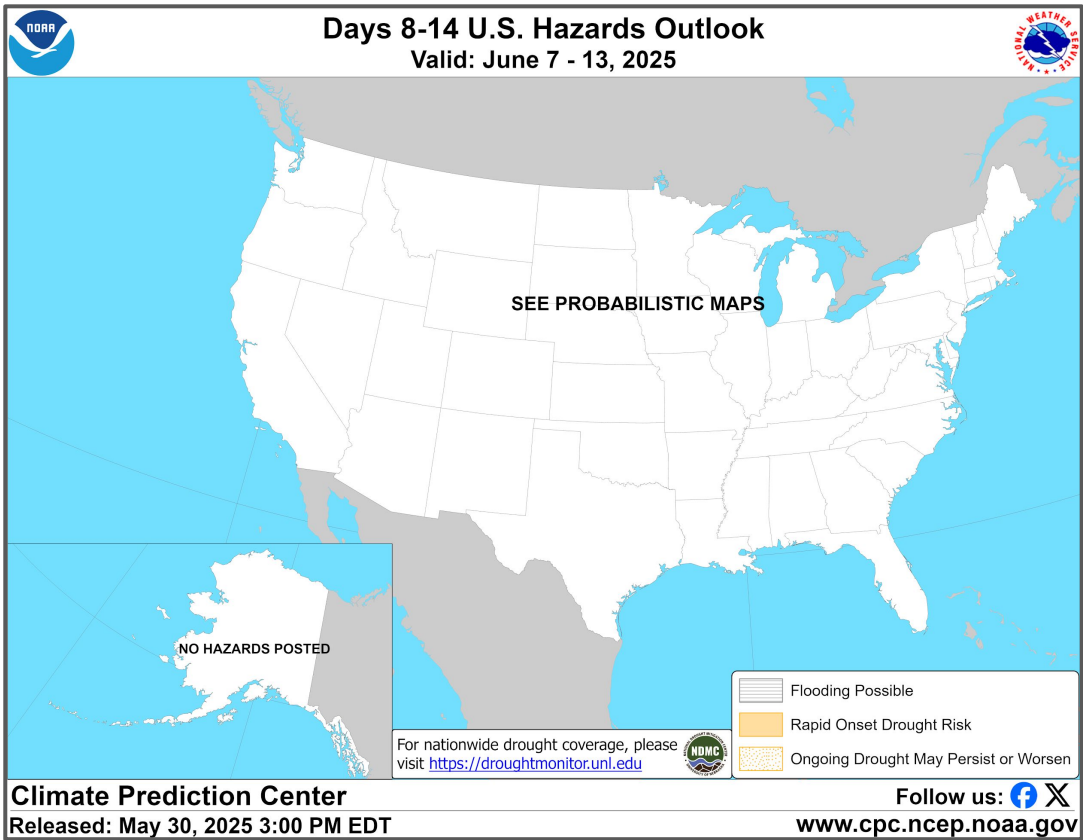 NOAA
Days 8-14 U.S. Hazards Outlook
Valid: June 7 - 13, 2025
NATIONAL WEATHER SERVICE
SEE PROBABILISTIC MAPS
NO HAZARDS POSTED
Flooding Possible
Rapid Onset Drought Risk
Ongoing Drought May Persist or Worsen
For nationwide drought coverage, please
visit https://droughtmonitor.unl.edu
NDMC
Climate Prediction Center
Follow us:
Released: May 30, 2025 3:00 PM EDT
www.cpc.ncep.noaa.gov